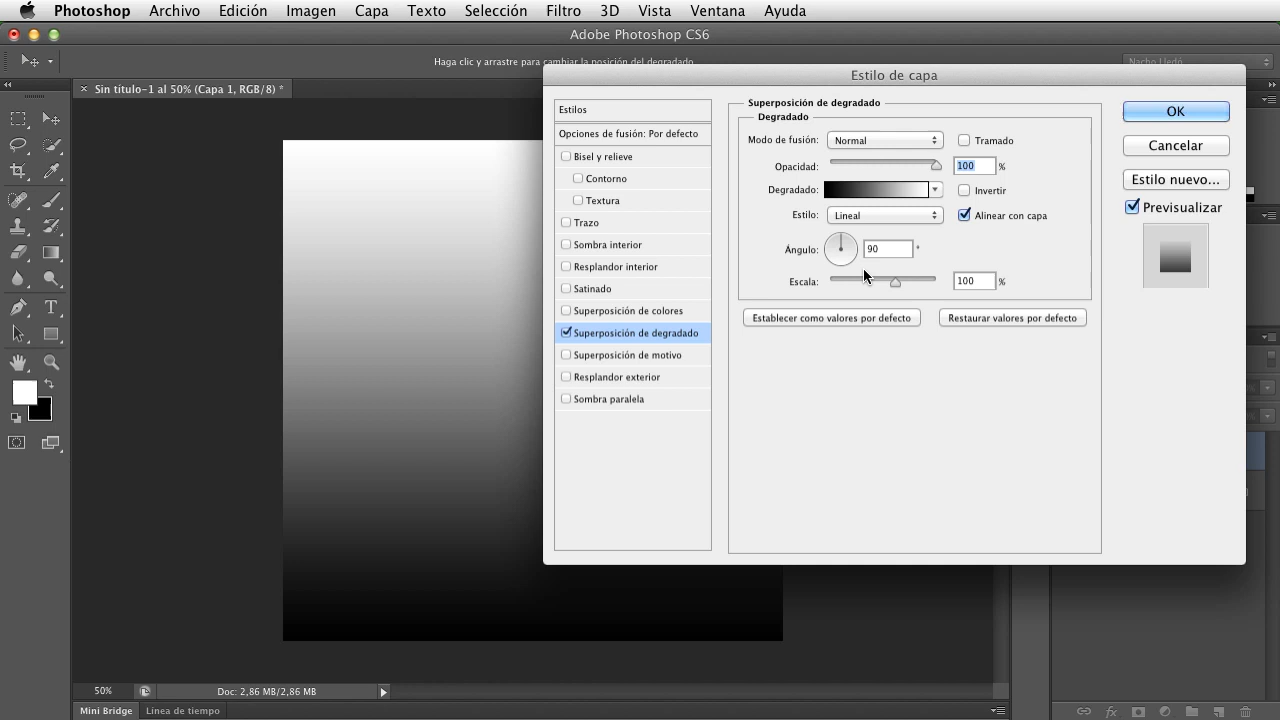 Photoshop Archivo Edición Imagen Capa Texto Selección Filtro 3D Vista Ventana Ayuda
Adobe Photoshop CS6
Haga clic y arrastre para cambiar la posición del degradado.
Nacho Lledó
Sin título-1 al 50% (Capa 1, RGB/8) *
Estilo de capa
Estilos
Opciones de fusión: Por defecto
Bisel y relieve
Contorno
Textura
Trazo
Sombra interior
Resplandor interior
Satinado
Superposición de colores
Superposición de degradado
Superposición de motivo
Resplandor exterior
Sombra paralela
Superposición de degradado
Degradado
Modo de fusión: Normal Tramado
Opacidad: 100 %
Degradado: Invertir
Estilo: Lineal Alinear con capa
Ángulo: 90 °
Escala: 100 %
Establecer como valores por defecto Restaurar valores por defecto
OK
Cancelar
Estilo nuevo...
Previsualizar
50% Doc: 2,86 MB/2,86 MB
Mini Bridge Línea de tiempo